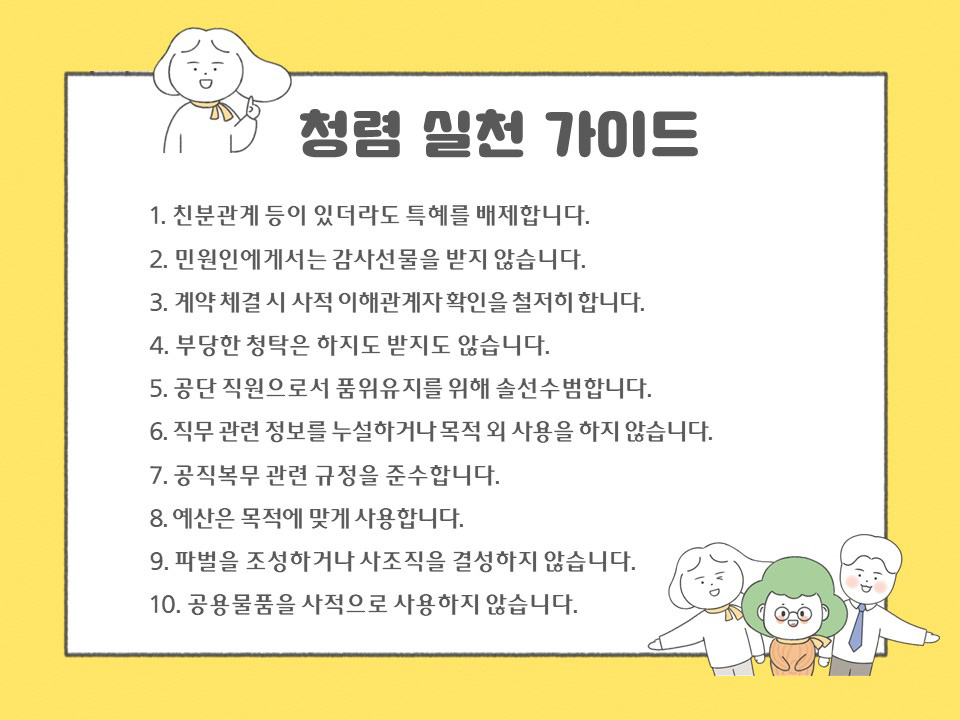 청렴 실천 가이드
1. 친분관계 등이 있더라도 특혜를 배제합니다.
2. 민원인에게서는 감사선물을 받지 않습니다.
3. 계약 체결 시 사적 이해관계자 확인을 철저히 합니다.
4. 부당한 청탁은 하지도 받지도 않습니다.
5. 공단 직원으로서 품위유지를 위해 솔선수범합니다.
6. 직무 관련 정보를 누설하거나 목적 외 사용을 하지 않습니다.
7. 공직복무 관련 규정을 준수합니다.
8. 예산은 목적에 맞게 사용합니다.
9. 파벌을 조성하거나 사조직을 결성하지 않습니다.
10. 공용물품을 사적으로 사용하지 않습니다.